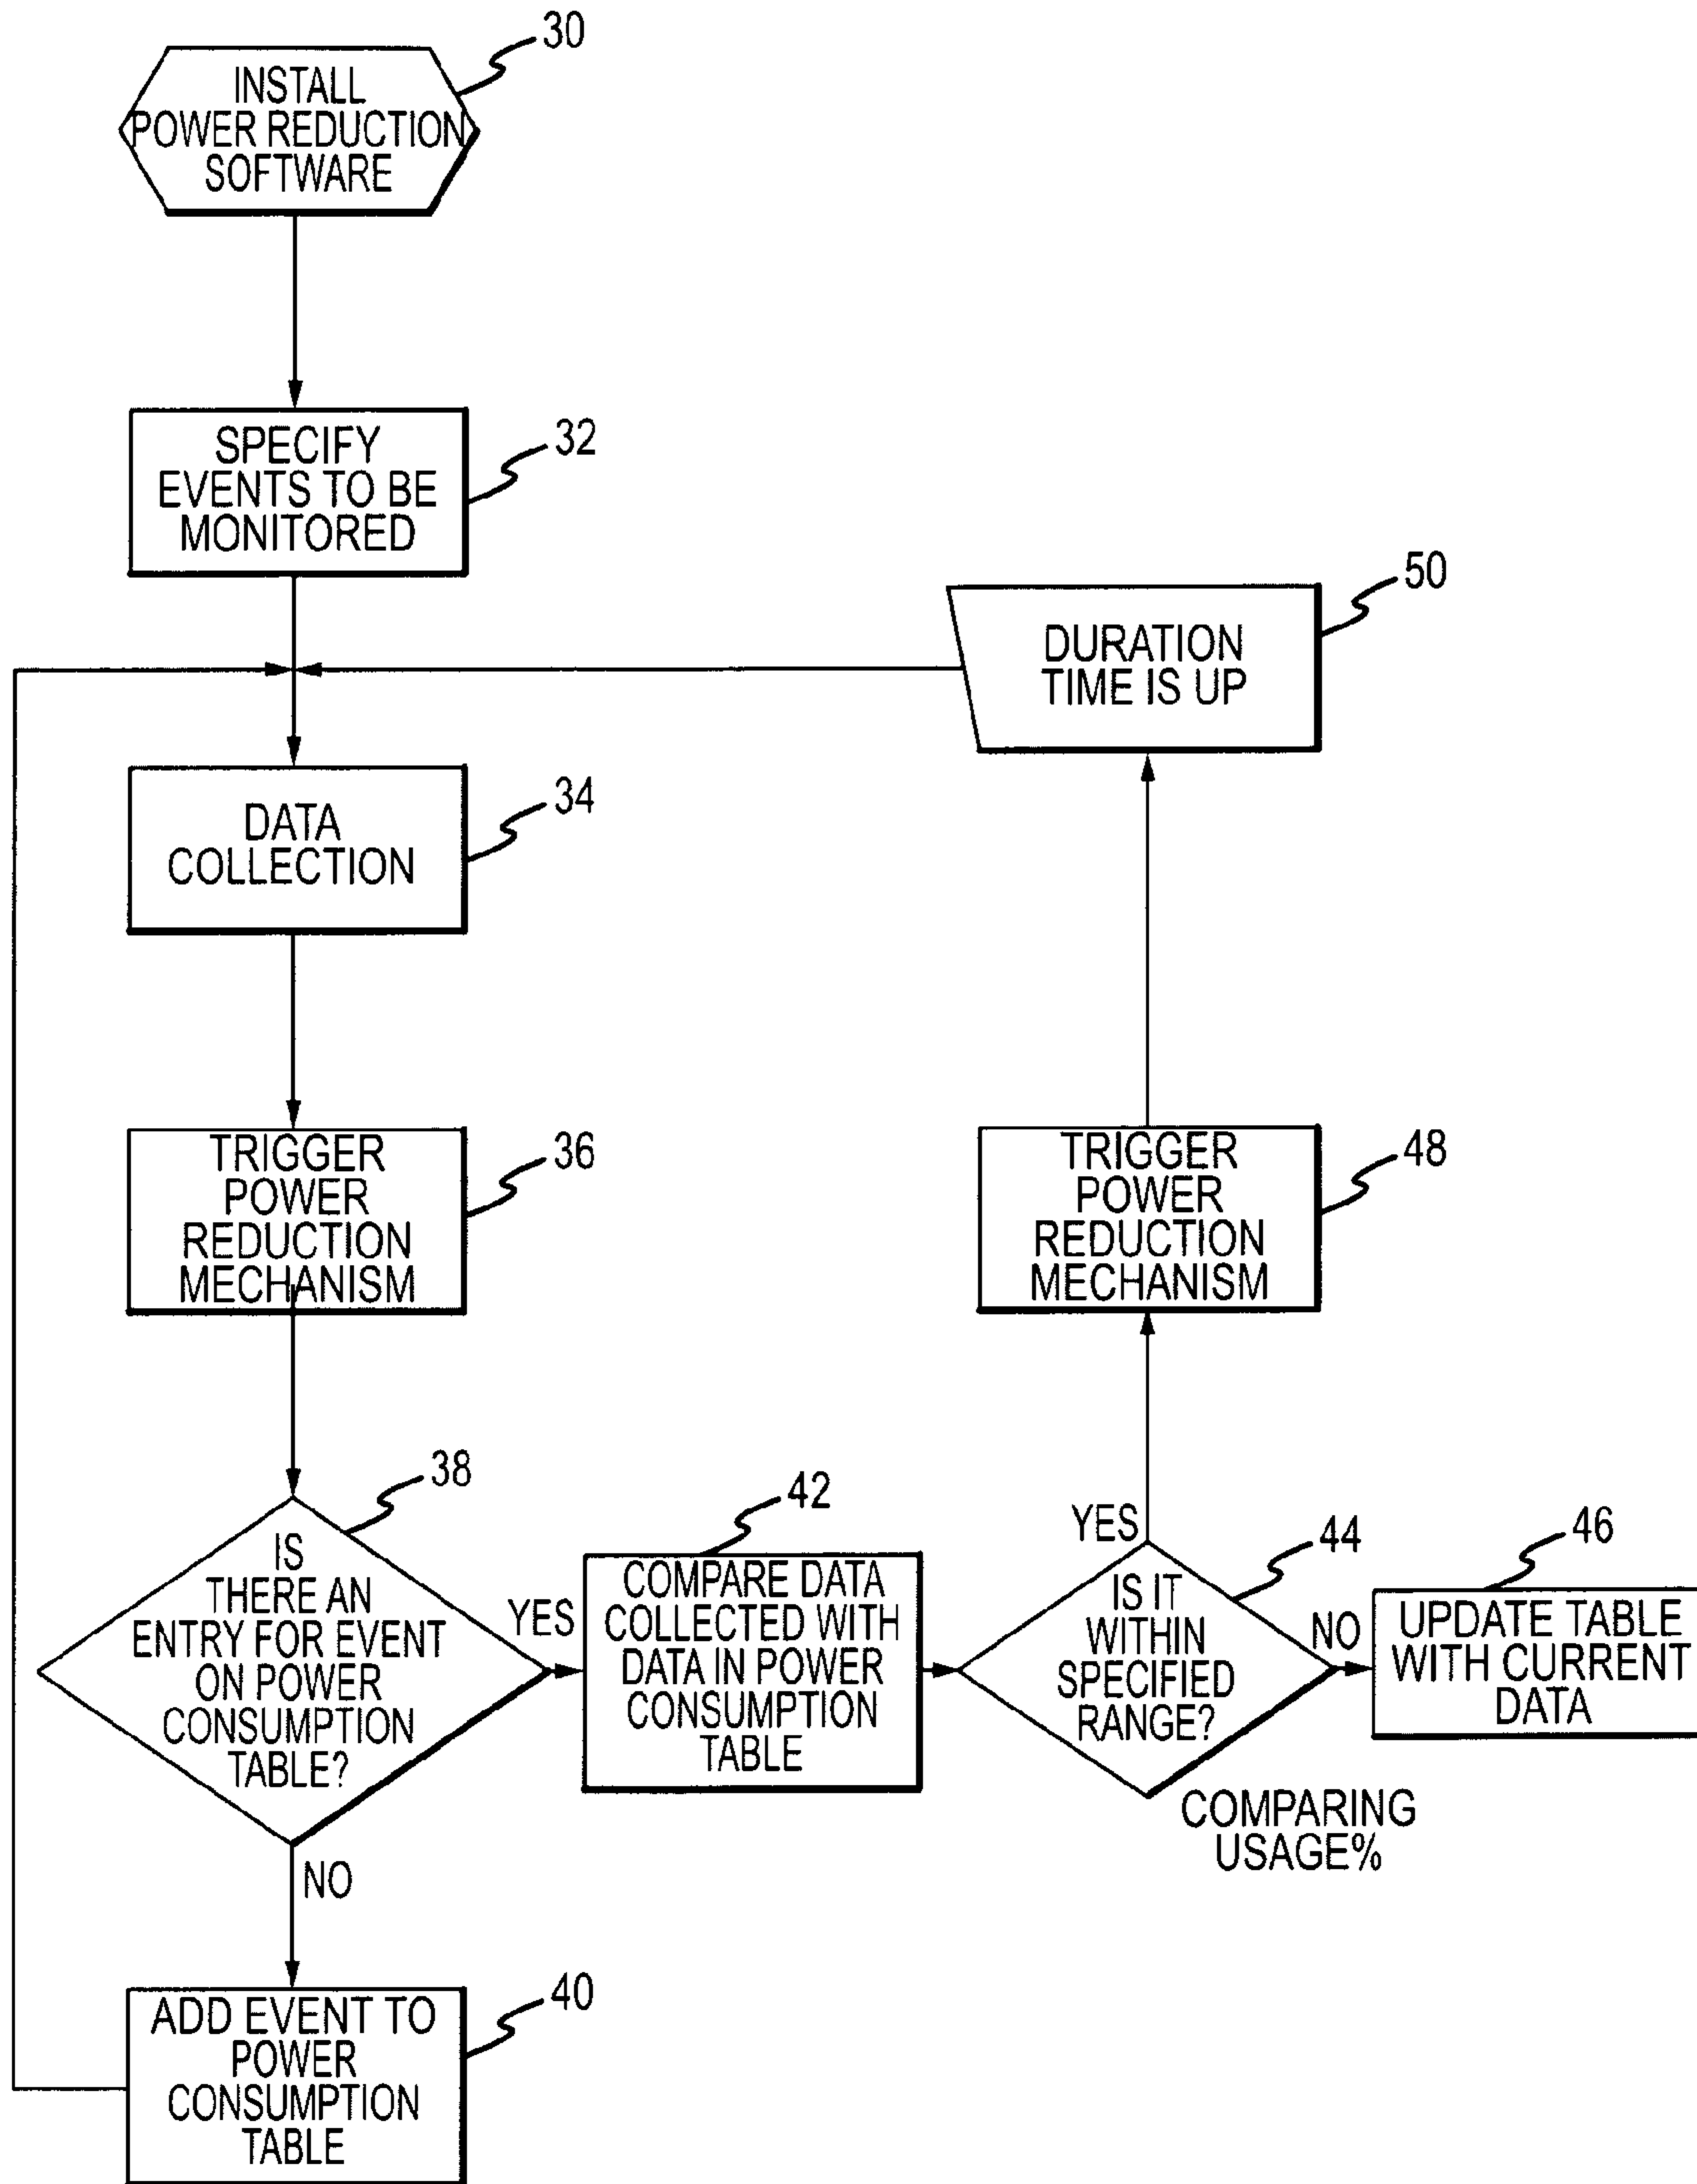 30
INSTALL
POWER REDUCTION
SOFTWARE
32
SPECIFY
EVENTS TO BE
MONITORED
50
DURATION
TIME IS UP
34
DATA
COLLECTION
36
TRIGGER
POWER
REDUCTION
MECHANISM
48
TRIGGER
POWER
REDUCTION
MECHANISM
38
IS
THERE AN
ENTRY FOR EVENT
ON POWER
CONSUMPTION
TABLE?
YES
NO
42
COMPARE DATA
COLLECTED WITH
DATA IN POWER
CONSUMPTION
TABLE
YES
44
IS IT
WITHIN
SPECIFIED
RANGE?
NO
COMPARING
USAGE%
46
UPDATE TABLE
WITH CURRENT
DATA
40
ADD EVENT TO
POWER
CONSUMPTION
TABLE